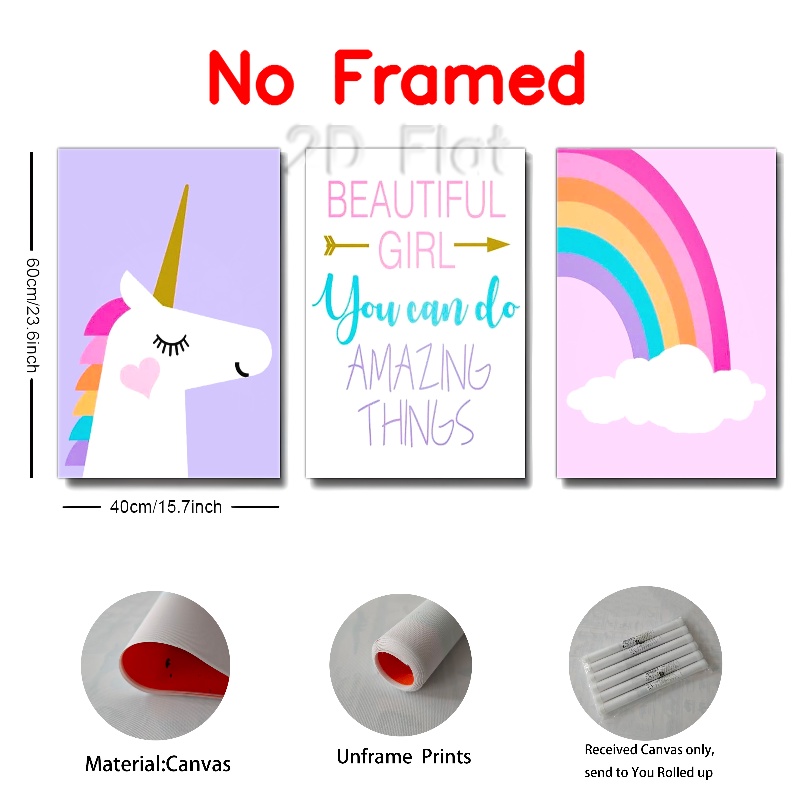 No Framed
2D Flat
60cm/23.6inch
BEAUTIFUL
GIRL
You can do
AMAZING
THINGS
40cm/15.7inch
Material:Canvas
Unframe Prints
Received Canvas only,
send to You Rolled up